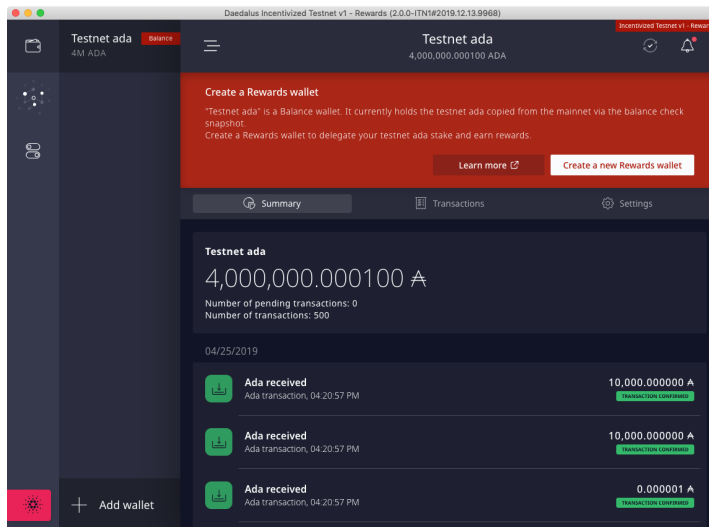 Daedalus Incentivized Testnet v1 - Rewards (2.0.0-ITN1#2019.12.13.9968)
Incentivized Testnet v1 - Rewar
Testnet ada Balance
4M ADA
Testnet ada
4,000,000.000100 ADA
Create a Rewards wallet
"Testnet ada" is a Balance wallet. It currently holds the testnet ada copied from the mainnet via the balance check
snapshot.
Create a Rewards wallet to delegate your testnet ada stake and earn rewards.
Learn more
Create a new Rewards wallet
Summary
Transactions
Settings
Testnet ada
4,000,000.000100 ₳
Number of pending transactions: 0
Number of transactions: 500
04/25/2019
Ada received
Ada transaction, 04:20:57 PM
10,000.000000 ₳
TRANSACTION CONFIRMED
Ada received
Ada transaction, 04:20:57 PM
10,000.000000 ₳
TRANSACTION CONFIRMED
Ada received
Ada transaction, 04:20:57 PM
0.000001 ₳
TRANSACTION CONFIRMED
Add wallet